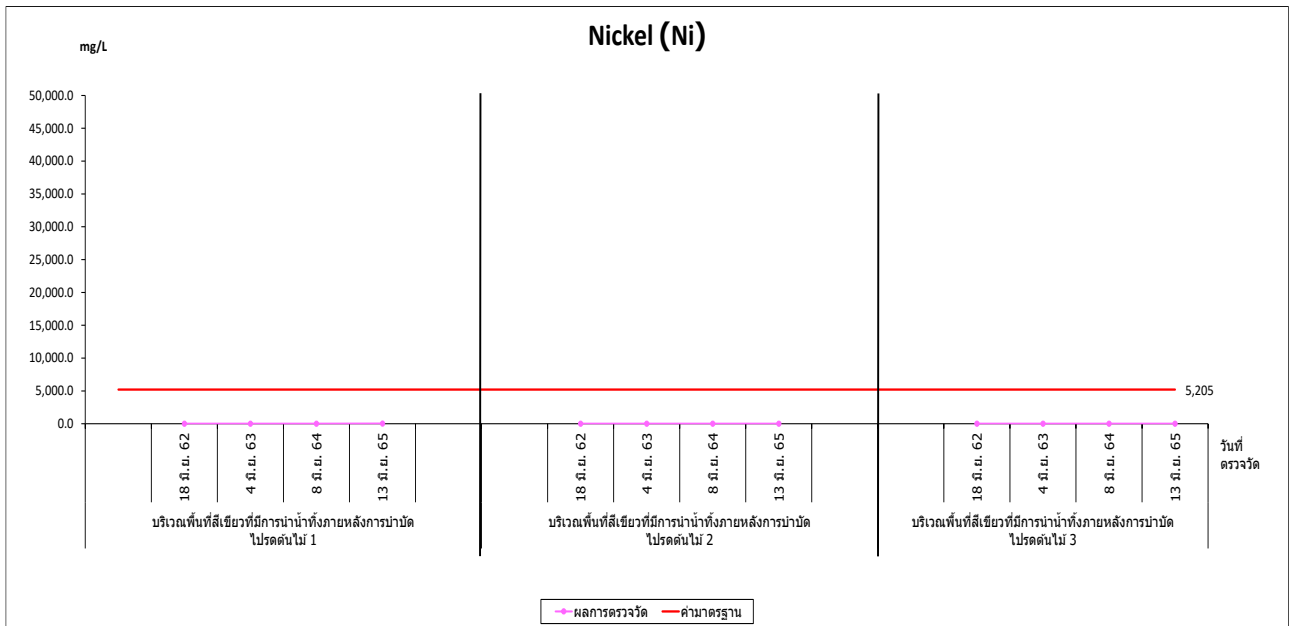 Nickel (Ni)
mg/L
50,000.0
45,000.0
40,000.0
35,000.0
30,000.0
25,000.0
20,000.0
15,000.0
10,000.0
5,000.0
0.0
5,205
18 มิ.ย. 62
4 มิ.ย. 63
8 มิ.ย. 64
13 มิ.ย. 65
18 มิ.ย. 62
4 มิ.ย. 63
8 มิ.ย. 64
13 มิ.ย. 65
18 มิ.ย. 62
4 มิ.ย. 63
8 มิ.ย. 64
13 มิ.ย. 65
วันที่
ตรวจวัด
บริเวณพื้นที่สีเขียวที่มีการนำน้ำทิ้งภายหลังการบำบัด
ไปรดต้นไม้ 1
บริเวณพื้นที่สีเขียวที่มีการนำน้ำทิ้งภายหลังการบำบัด
ไปรดต้นไม้ 2
บริเวณพื้นที่สีเขียวที่มีการนำน้ำทิ้งภายหลังการบำบัด
ไปรดต้นไม้ 3
ผลการตรวจวัด
ค่ามาตรฐาน